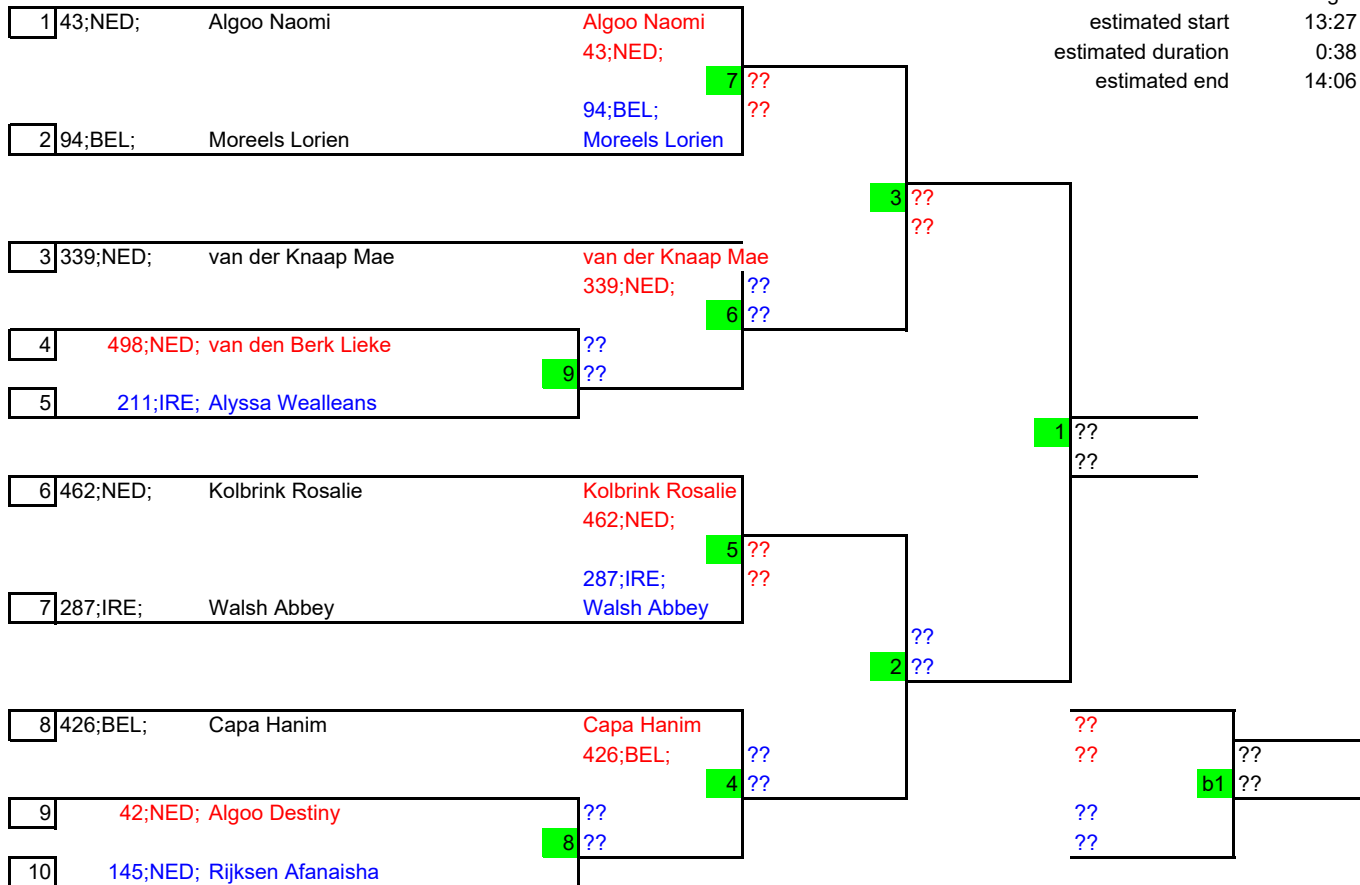 1 43;NED; Algoo Naomi Algoo Naomi estimated start 13:27
43;NED; estimated duration 0:38
7 ?? estimated end 14:06
94;BEL; ??
2 94;BEL; Moreels Lorien Moreels Lorien
3 ??
??
3 339;NED; van der Knaap Mae van der Knaap Mae
339;NED; ??
6 ??
4 498;NED; van den Berk Lieke ??
9 ??
5 211;IRE; Alyssa Wealleans
1 ??
??
6 462;NED; Kolbrink Rosalie Kolbrink Rosalie
462;NED;
5 ??
287;IRE; ??
7 287;IRE; Walsh Abbey Walsh Abbey
??
2 ??
8 426;BEL; Capa Hanim Capa Hanim ??
426;BEL; ?? ?? ??
4 ?? b1 ??
9 42;NED; Algoo Destiny ?? ??
8 ?? ??
10 145;NED; Rijksen Afanaisha